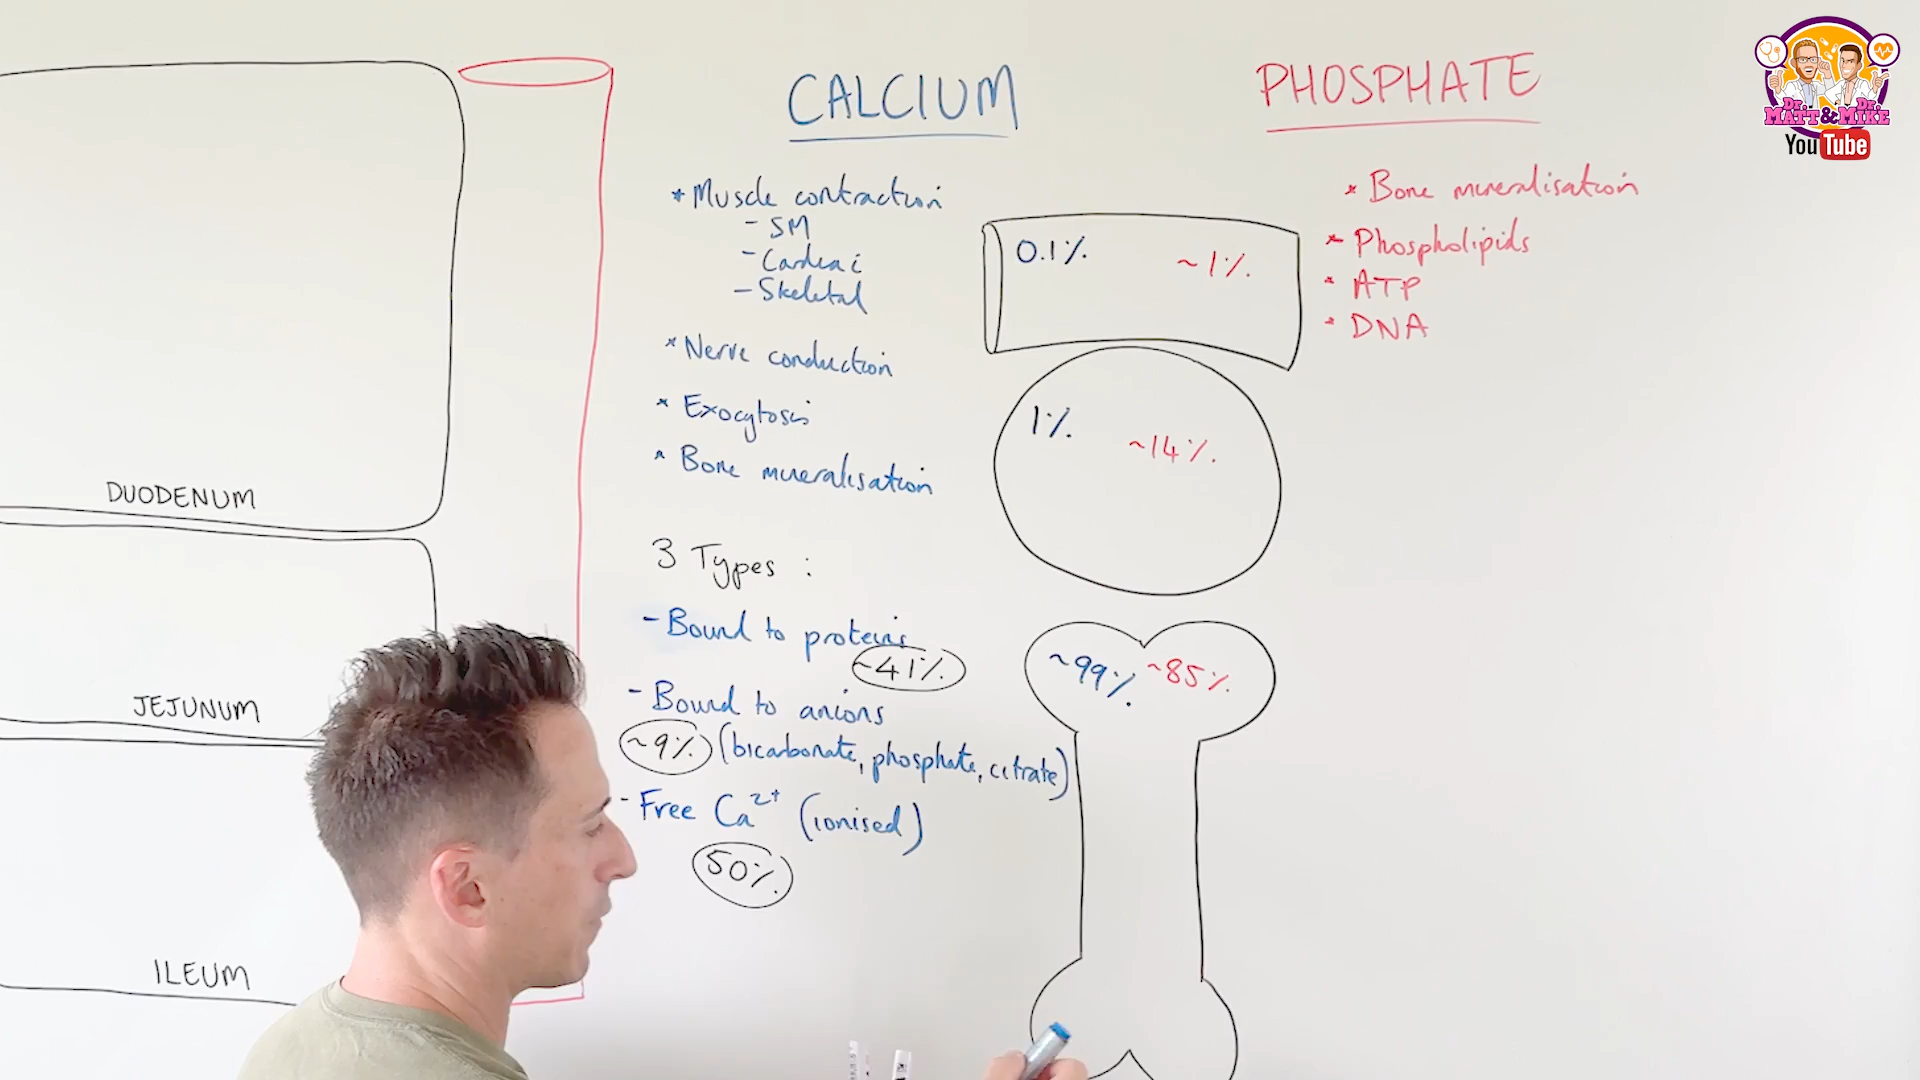 CALCIUM
* Muscle contraction
- SM
- Cardiac
- Skeletal
* Nerve conduction
* Exocytosis
* Bone mineralisation
3 Types :
- Bound to proteins
~41%
- Bound to anions
~9% (bicarbonate, phosphate, citrate)
- Free Ca²⁺ (ionised)
50%
PHOSPHATE
* Bone mineralisation
* Phospholipids
* ATP
* DNA
0.1% ~1%
1% ~14%
~99% ~85%
DUODENUM
JEJUNUM
ILEUM
Dr. Dr.
MATT & MIKE
YouTube